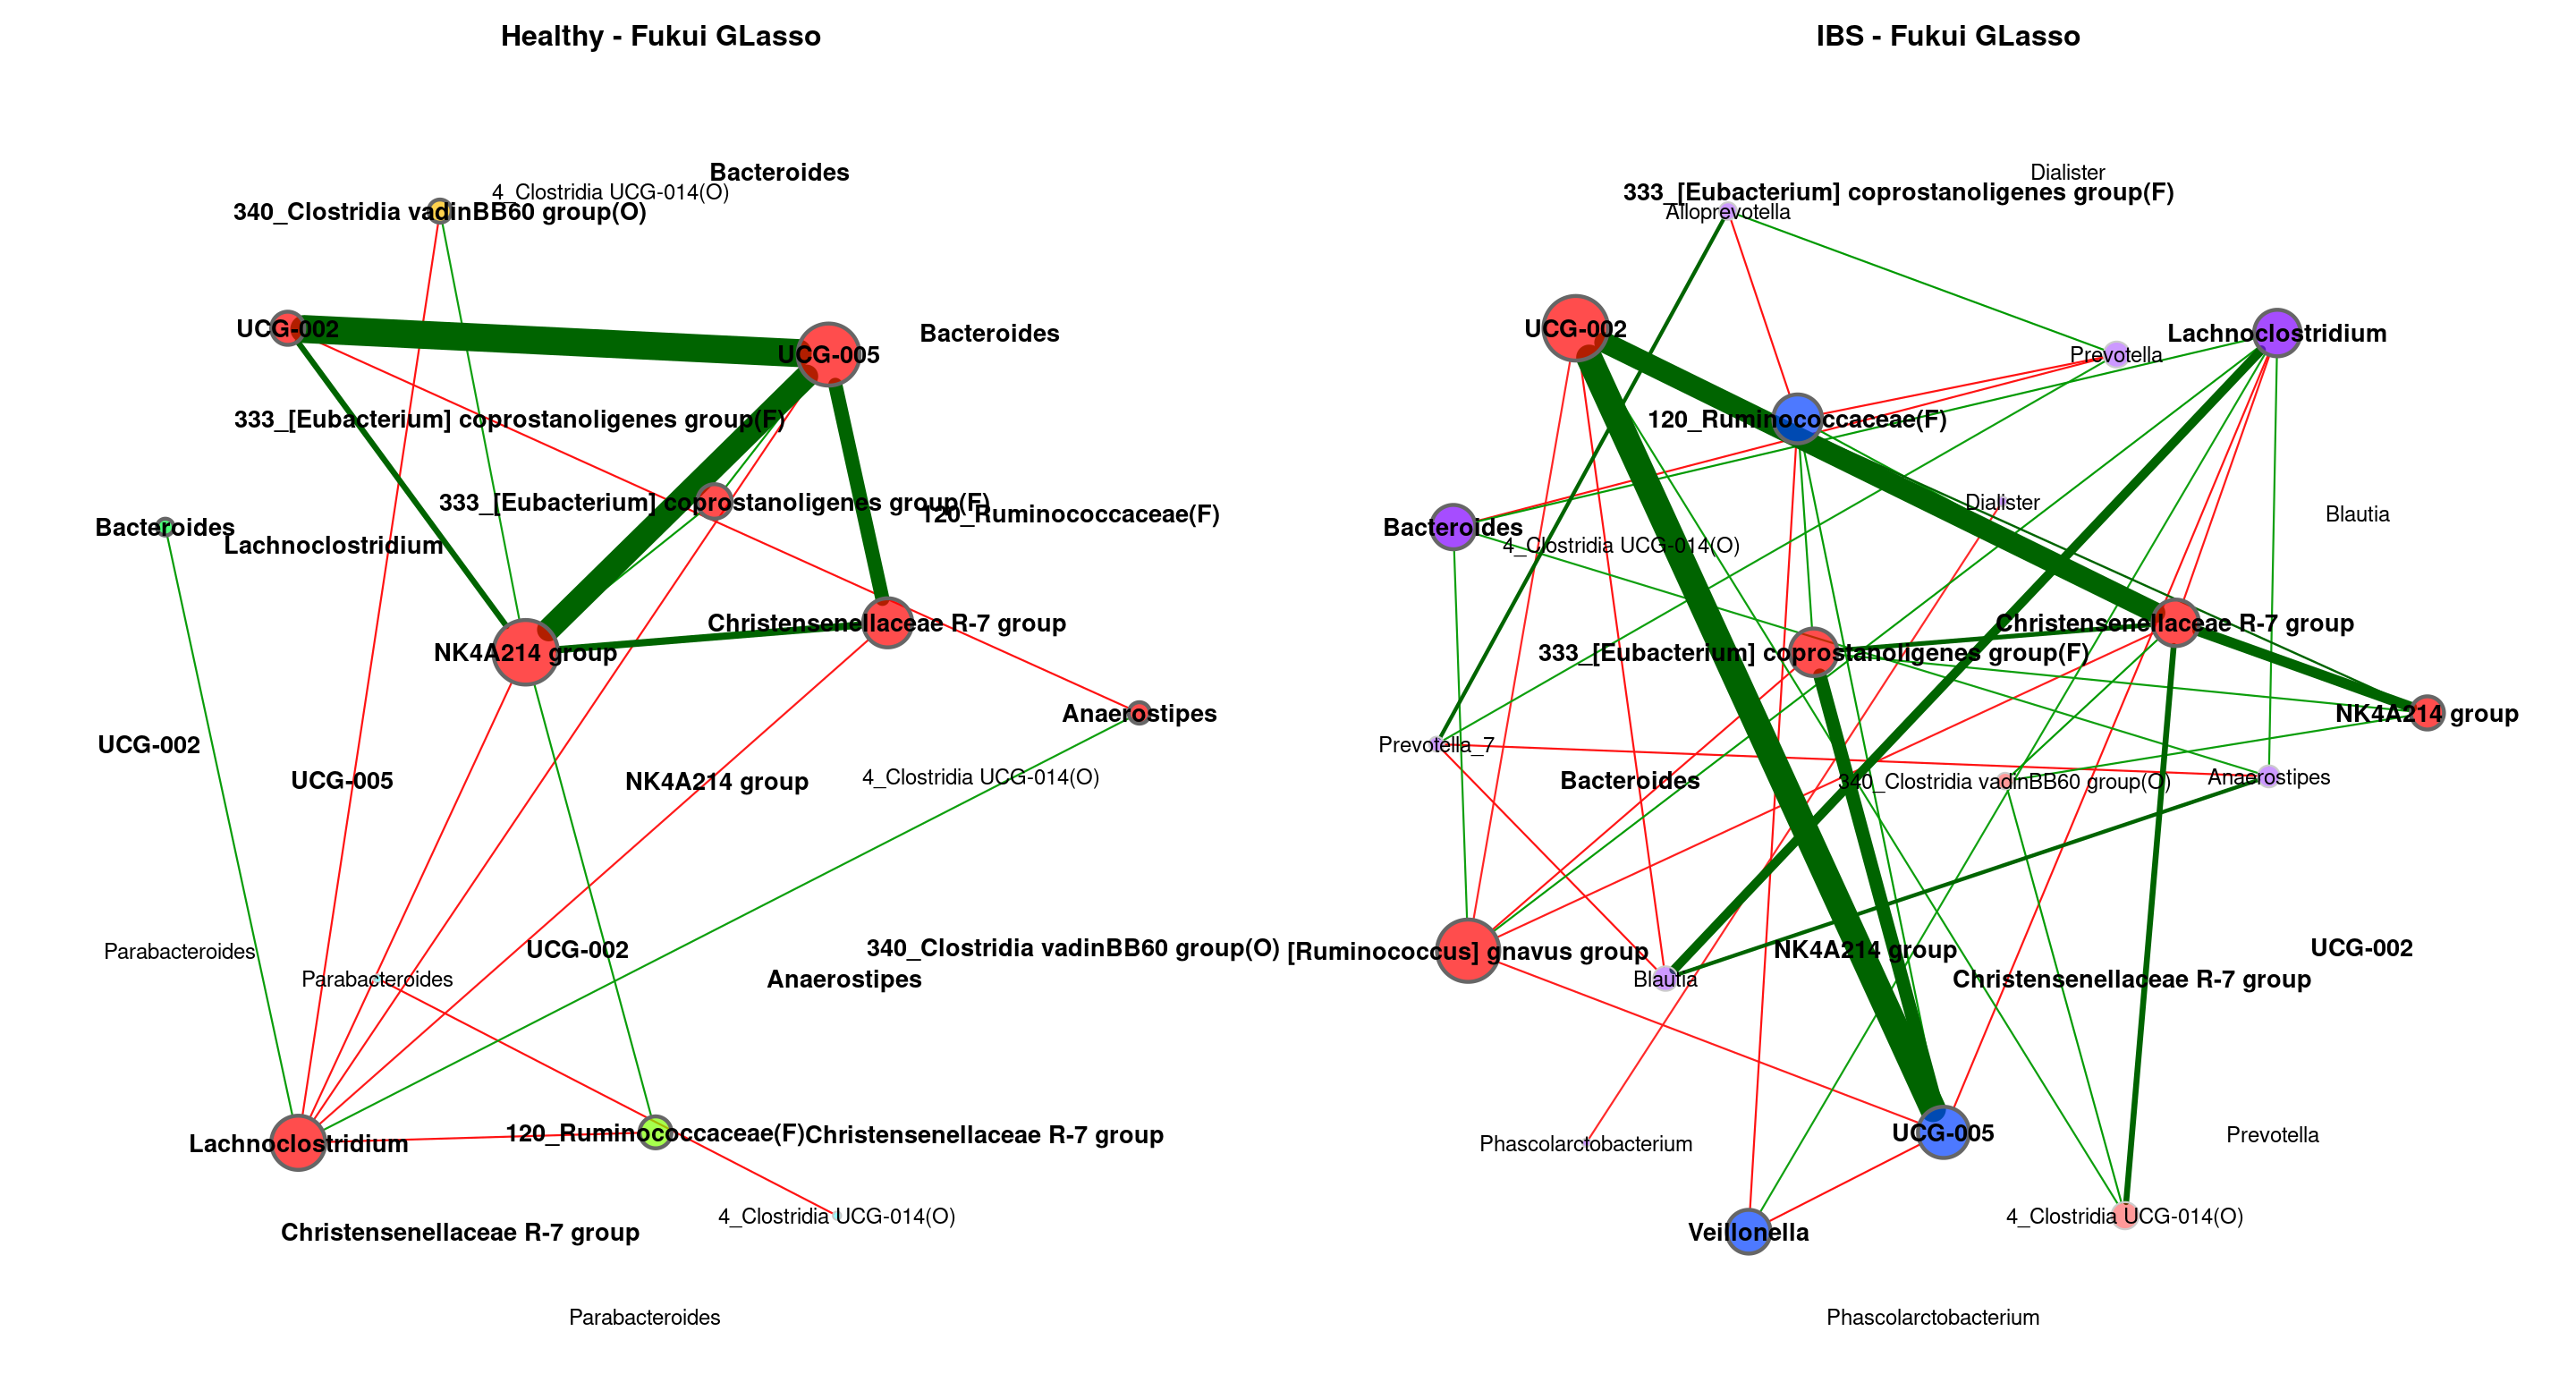 Healthy - Fukui GLasso
Bacteroides
4_Clostridia UCG-014(O)
340_Clostridia vadinBB60 group(O)
UCG-002
UCG-005
Bacteroides
333_[Eubacterium] coprostanoligenes group(F)
333_[Eubacterium] coprostanoligenes group(F)
120_Ruminococcaceae(F)
Bacteroides
Lachnoclostridium
Christensenellaceae R-7 group
NK4A214 group
Anaerostipes
UCG-002
UCG-005
NK4A214 group
4_Clostridia UCG-014(O)
Parabacteroides
UCG-002
340_Clostridia vadinBB60 group(O)
Parabacteroides
Anaerostipes
Lachnoclostridium
120_Ruminococcaceae(F)
Christensenellaceae R-7 group
4_Clostridia UCG-014(O)
Christensenellaceae R-7 group
Parabacteroides
IBS - Fukui GLasso
Dialister
333_[Eubacterium] coprostanoligenes group(F)
Alloprevotella
UCG-002
Lachnoclostridium
Prevotella
120_Ruminococcaceae(F)
Dialister
Blautia
Bacteroides
4_Clostridia UCG-014(O)
Christensenellaceae R-7 group
333_[Eubacterium] coprostanoligenes group(F)
NK4A214 group
Prevotella_7
Bacteroides
340_Clostridia vadinBB60 group(O)
Anaerostipes
[Ruminococcus] gnavus group
NK4A214 group
UCG-002
Blautia
Christensenellaceae R-7 group
Phascolarctobacterium
UCG-005
Prevotella
4_Clostridia UCG-014(O)
Veillonella
Phascolarctobacterium